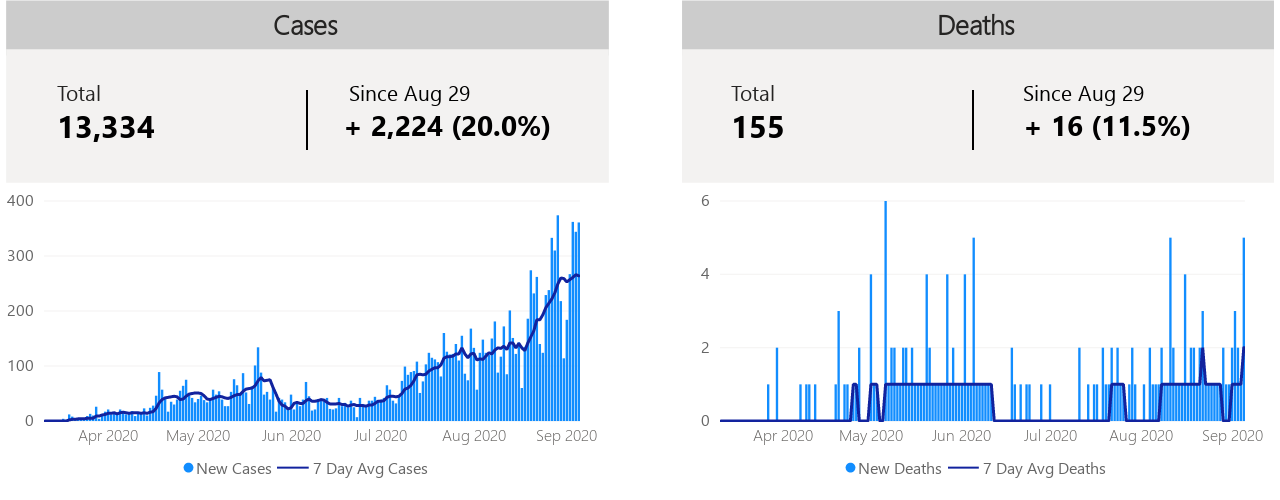 Cases
Total
13,334
Since Aug 29
+ 2,224 (20.0%)
400
300
200
100
0
Apr 2020 May 2020 Jun 2020 Jul 2020 Aug 2020 Sep 2020
New Cases 7 Day Avg Cases
Deaths
Total
155
Since Aug 29
+ 16 (11.5%)
6
4
2
0
Apr 2020 May 2020 Jun 2020 Jul 2020 Aug 2020 Sep 2020
New Deaths 7 Day Avg Deaths